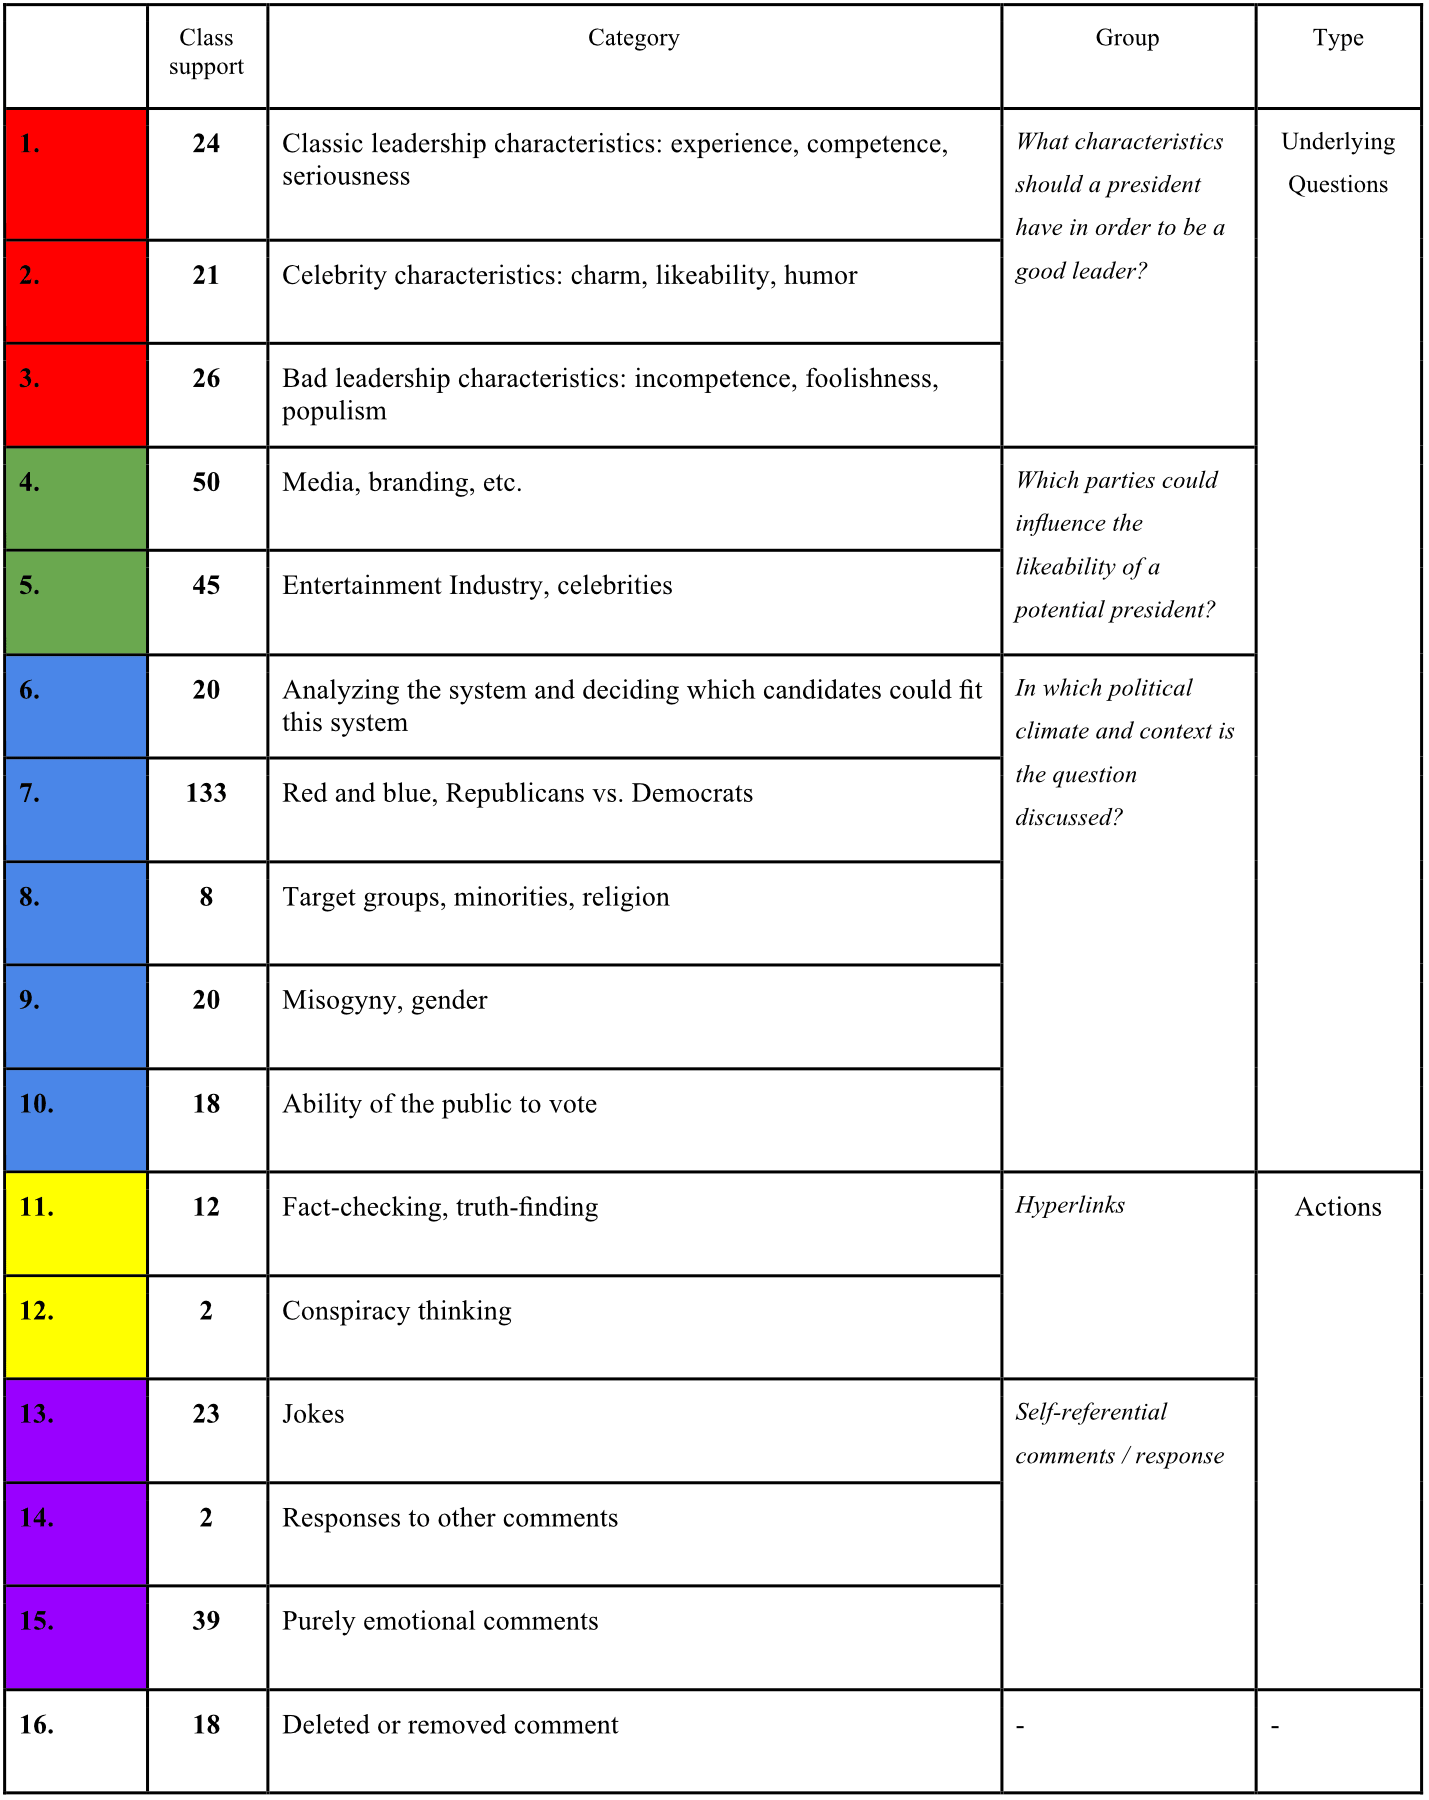 Class
support
Category
Group
Type
1.
24
Classic leadership characteristics: experience, competence,
seriousness
What characteristics
should a president
have in order to be a
good leader?
Underlying
Questions
2.
21
Celebrity characteristics: charm, likeability, humor
3.
26
Bad leadership characteristics: incompetence, foolishness,
populism
4.
50
Media, branding, etc.
Which parties could
influence the
likeability of a
potential president?
5.
45
Entertainment Industry, celebrities
6.
20
Analyzing the system and deciding which candidates could fit
this system
In which political
climate and context is
the question
discussed?
7.
133
Red and blue, Republicans vs. Democrats
8.
8
Target groups, minorities, religion
9.
20
Misogyny, gender
10.
18
Ability of the public to vote
11.
12
Fact-checking, truth-finding
Hyperlinks
Actions
12.
2
Conspiracy thinking
13.
23
Jokes
Self-referential
comments / response
14.
2
Responses to other comments
15.
39
Purely emotional comments
16.
18
Deleted or removed comment
-
-